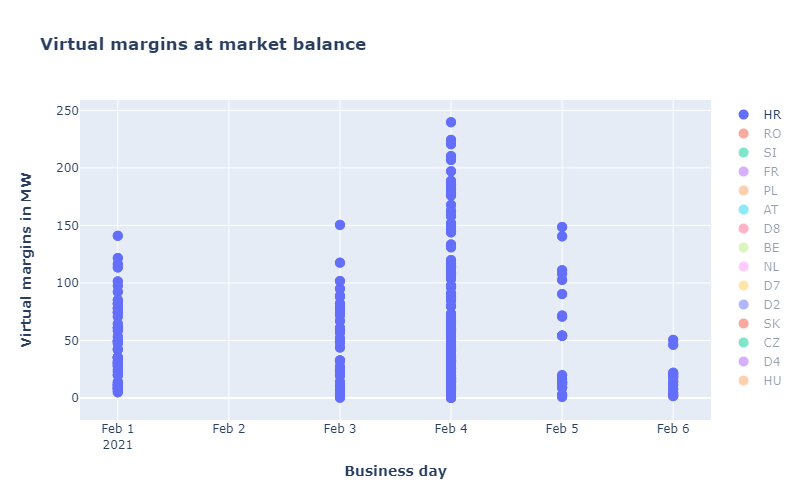 Virtual margins at market balance
Virtual margins in MW
250
200
150
100
50
0
Feb 1
2021
Feb 2
Feb 3
Feb 4
Feb 5
Feb 6
Business day
HR
RO
SI
FR
PL
AT
D8
BE
NL
D7
D2
SK
CZ
D4
HU